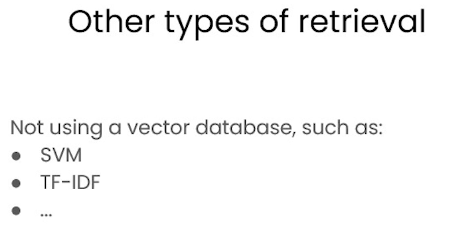 Other types of retrieval
Not using a vector database, such as:
● SVM
● TF-IDF
● ...